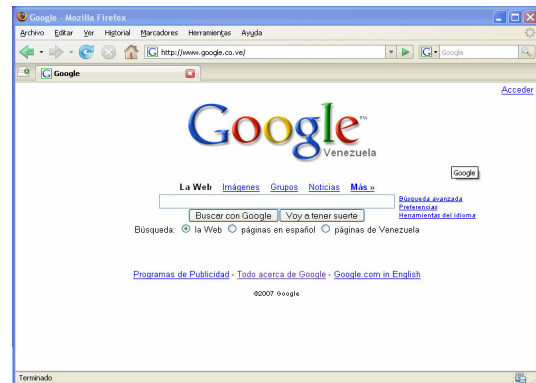 Google - Mozilla Firefox
Archivo Editar Ver Historial Marcadores Herramientas Ayuda
G http://www.google.co.ve/ G Google
G Google
Acceder
Google™
Venezuela
Google
La Web Imágenes Grupos Noticias Más »
Búsqueda avanzada
Preferencias
Buscar con Google Voy a tener suerte Herramientas del idioma
Búsqueda: la Web páginas en español páginas de Venezuela
Programas de Publicidad - Todo acerca de Google - Google.com in English
©2007 Google
Terminado